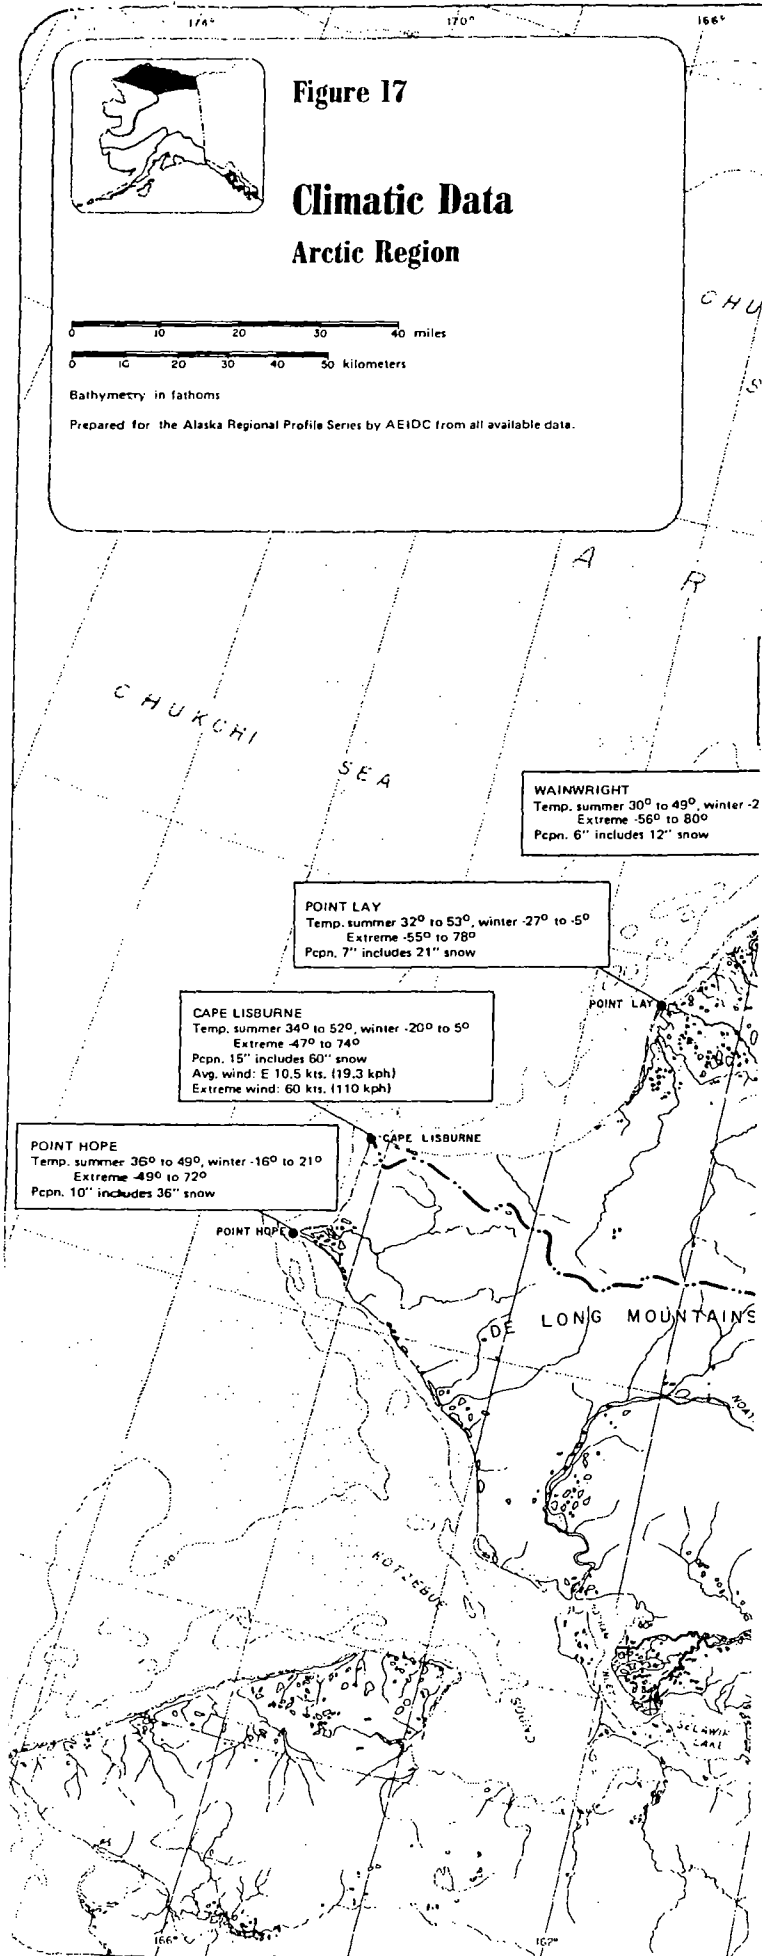 174°
170°
166°
Figure 17
Climatic Data
Arctic Region
0 10 20 30 40 miles
0 10 20 30 40 50 kilometers
Bathymetry in fathoms
Prepared for the Alaska Regional Profile Series by AEIDC from all available data.
CHU
S
A R
CHUKCHI
SEA
WAINWRIGHT
Temp. summer 30° to 49°, winter -2
Extreme -56° to 80°
Pcpn. 6" includes 12" snow
POINT LAY
Temp. summer 32° to 53°, winter -27° to -5°
Extreme -55° to 78°
Pcpn. 7" includes 21" snow
POINT LAY
CAPE LISBURNE
Temp. summer 34° to 52°, winter -20° to 5°
Extreme -47° to 74°
Pcpn. 15" includes 60" snow
Avg. wind: E 10.5 kts. (19.3 kph)
Extreme wind: 60 kts. (110 kph)
CAPE LISBURNE
POINT HOPE
Temp. summer 36° to 49°, winter -16° to 21°
Extreme -49° to 72°
Pcpn. 10" includes 36" snow
POINT HOPE
DE LONG MOUNTAINS
NOAT
20
KOTZEBUE
SOUND
INLET
SELAWIK
LAKE
166°
162°